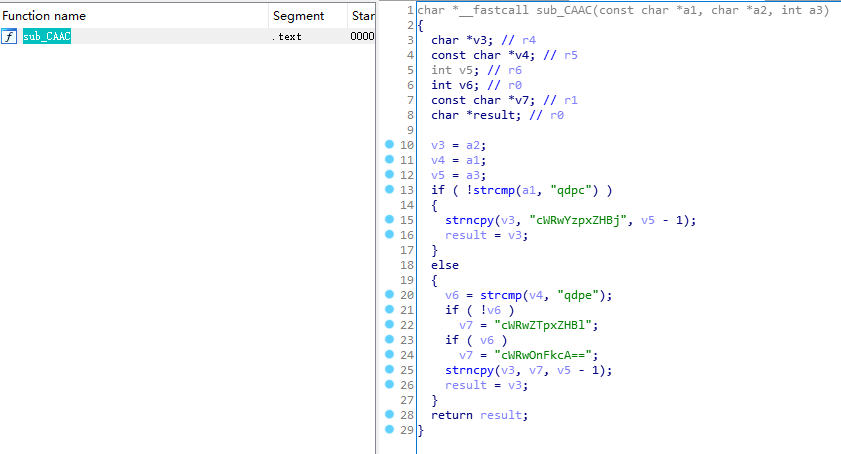 Function name Segment Star
f sub_CAAC .text 0000
1 char *__fastcall sub_CAAC(const char *a1, char *a2, int a3)
2 {
3 char *v3; // r4
4 const char *v4; // r5
5 int v5; // r6
6 int v6; // r0
7 const char *v7; // r1
8 char *result; // r0
9
10 v3 = a2;
11 v4 = a1;
12 v5 = a3;
13 if ( !strcmp(a1, "qdpc") )
14 {
15 strncpy(v3, "cWRwYzpxZHBj", v5 - 1);
16 result = v3;
17 }
18 else
19 {
20 v6 = strcmp(v4, "qdpe");
21 if ( !v6 )
22 v7 = "cWRwZTpxZHBl";
23 if ( v6 )
24 v7 = "cWRwOnFkcA==";
25 strncpy(v3, v7, v5 - 1);
26 result = v3;
27 }
28 return result;
29 }